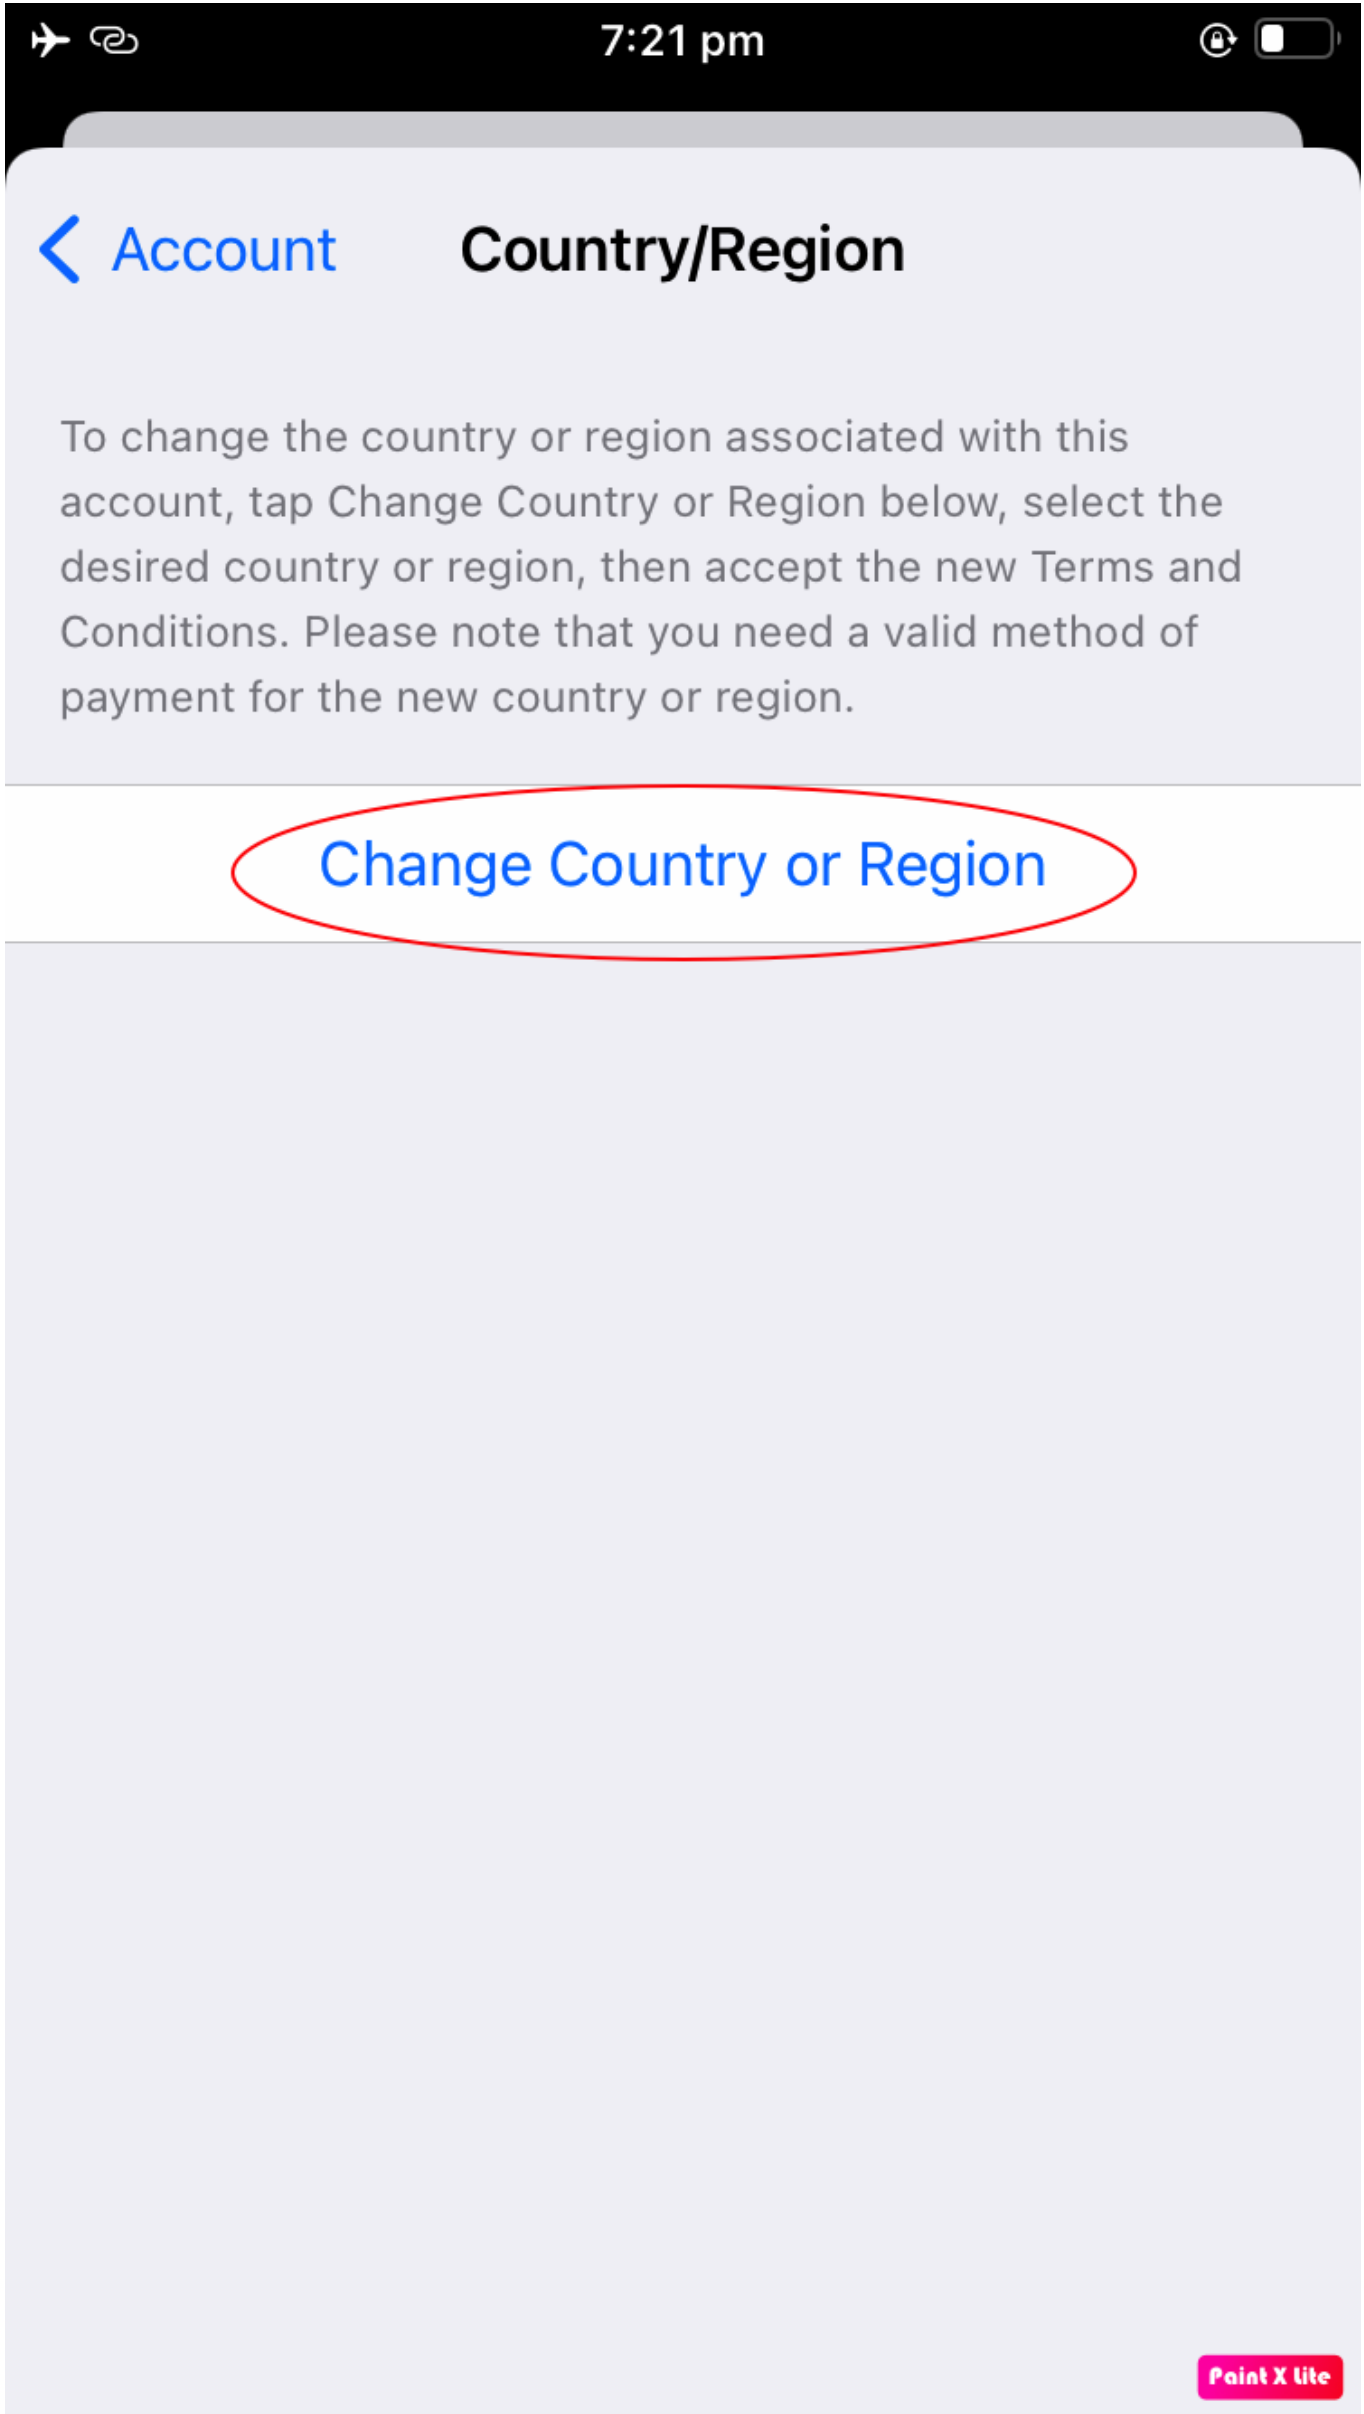 7:21 pm
Account
Country/Region
To change the country or region associated with this
account, tap Change Country or Region below, select the
desired country or region, then accept the new Terms and
Conditions. Please note that you need a valid method of
payment for the new country or region.
Change Country or Region
Paint X Lite